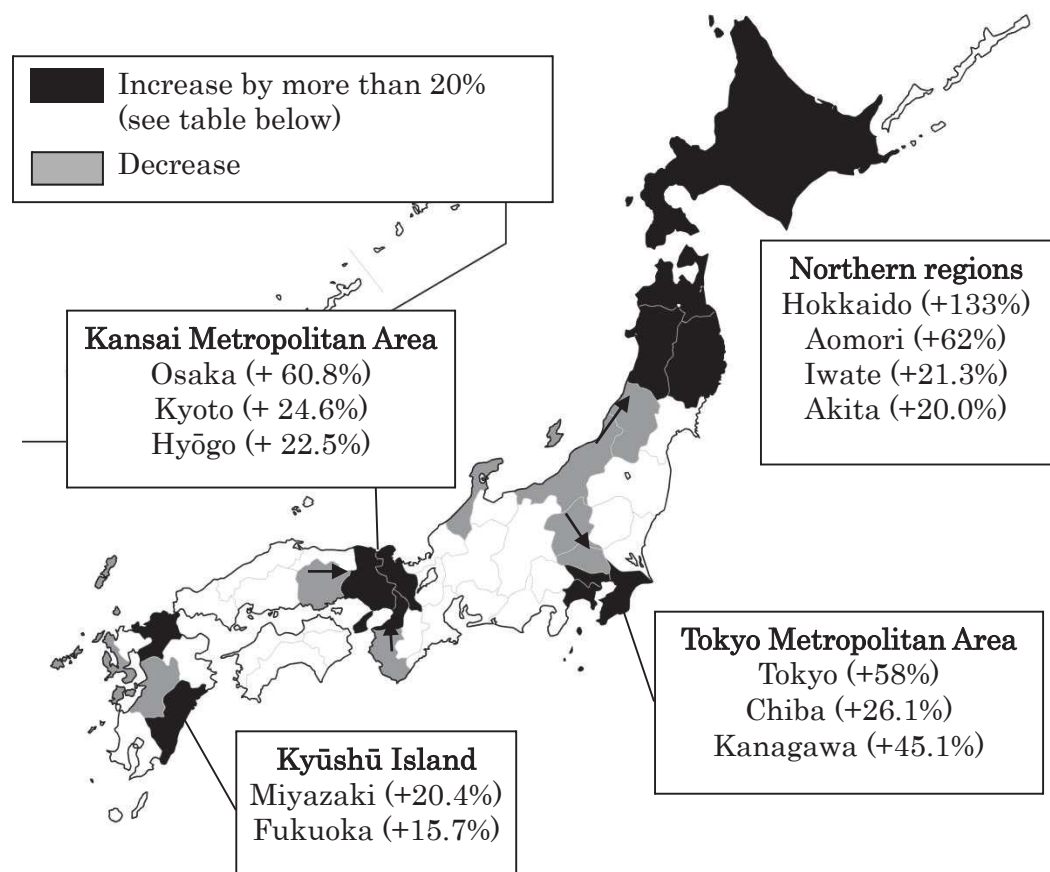 Increase by more than 20%
(see table below)
Decrease
Northern regions
Hokkaido (+133%)
Aomori (+62%)
Iwate (+21.3%)
Akita (+20.0%)
Kansai Metropolitan Area
Osaka (+ 60.8%)
Kyoto (+ 24.6%)
Hyōgo (+ 22.5%)
Tokyo Metropolitan Area
Tokyo (+58%)
Chiba (+26.1%)
Kanagawa (+45.1%)
Kyūshū Island
Miyazaki (+20.4%)
Fukuoka (+15.7%)